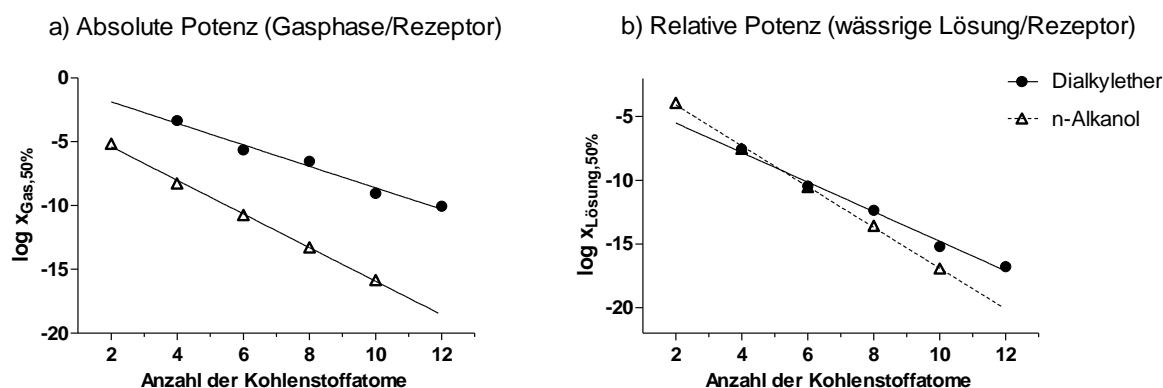 a) Absolute Potenz (Gasphase/Rezeptor)
0
-5
-10
-15
-20
log x Gas,50%
2 4 6 8 10 12
Anzahl der Kohlenstoffatome
b) Relative Potenz (wässrige Lösung/Rezeptor)
-5
-10
-15
-20
log x Lösung,50%
2 4 6 8 10 12
Anzahl der Kohlenstoffatome
Dialkylether
n-Alkanol